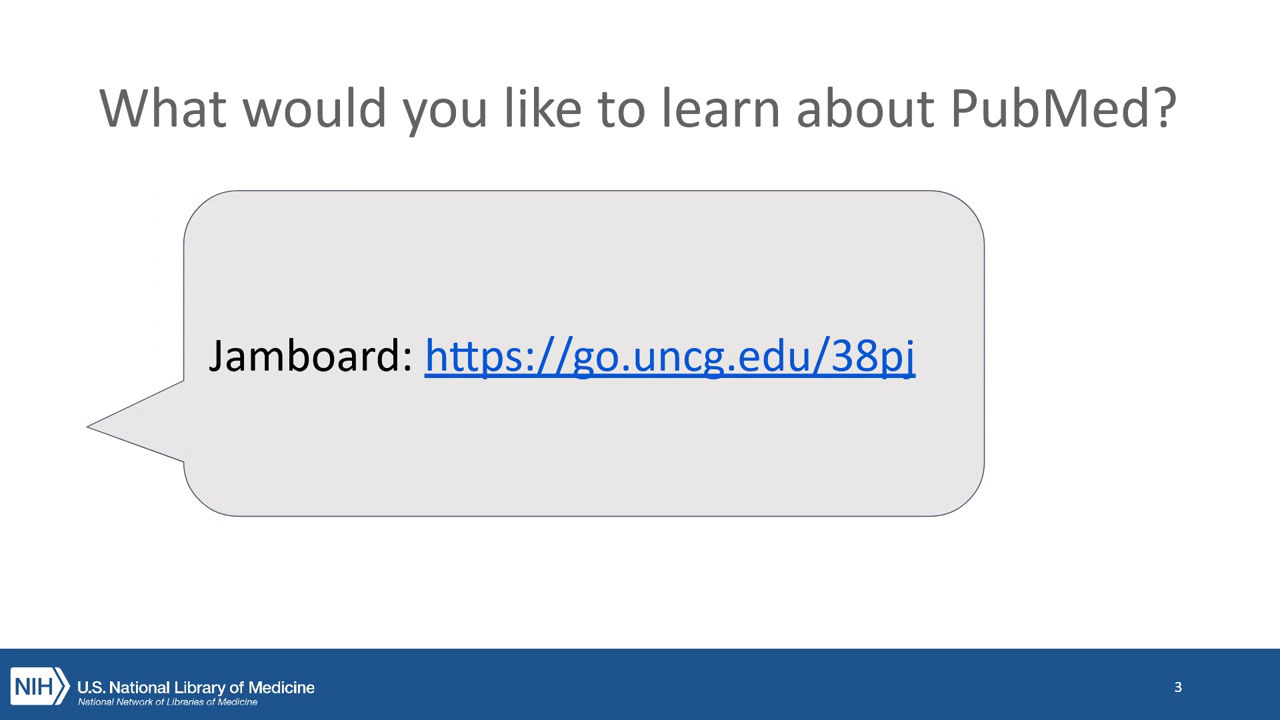 What would you like to learn about PubMed?
Jamboard: https://go.uncg.edu/38pj
NIH
U.S. National Library of Medicine
National Network of Libraries of Medicine
3